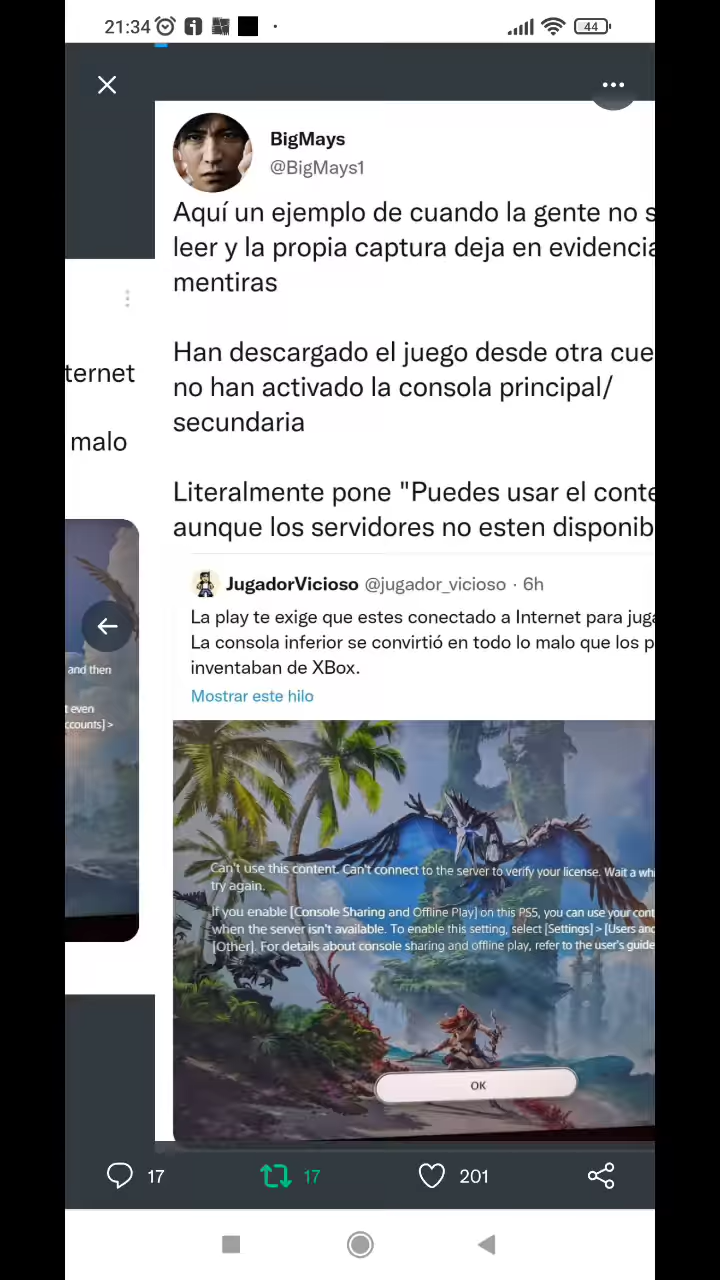 21:34
44
BigMays
@BigMays1
Aquí un ejemplo de cuando la gente no s
leer y la propia captura deja en evidencia
mentiras
ternet
Han descargado el juego desde otra cue
no han activado la consola principal/
secundaria
malo
Literalmente pone "Puedes usar el conte
aunque los servidores no esten disponib
JugadorVicioso @jugador_vicioso · 6h
La play te exige que estes conectado a Internet para juga
La consola inferior se convirtió en todo lo malo que los p
inventaban de XBox.
Mostrar este hilo
and then
t even
ccounts] >
Can't use this content. Can't connect to the server to verify your license. Wait a whi
try again.
If you enable [Console Sharing and Offline Play] on this PS5, you can use your cont
when the server isn't available. To enable this setting, select [Settings] > [Users and
[Other]. For details about console sharing and offline play, refer to the user's guide
OK
17
17
201